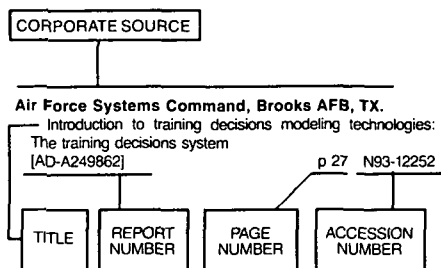 CORPORATE SOURCE
Air Force Systems Command, Brooks AFB, TX.
Introduction to training decisions modeling technologies:
The training decisions system
[AD-A249862] p 27 N93-12252
TITLE
REPORT NUMBER
PAGE NUMBER
ACCESSION NUMBER